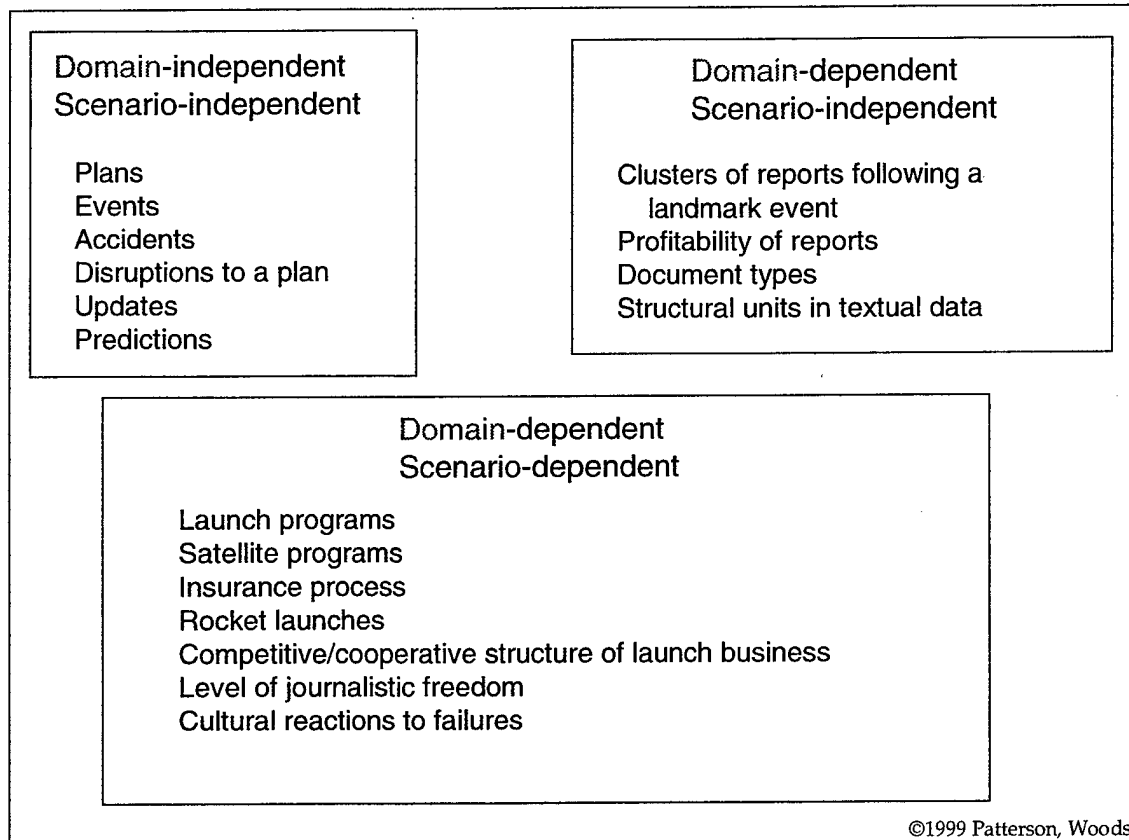 Domain-independent
Scenario-independent
Plans
Events
Accidents
Disruptions to a plan
Updates
Predictions
Domain-dependent
Scenario-independent
Clusters of reports following a
landmark event
Profitability of reports
Document types
Structural units in textual data
Domain-dependent
Scenario-dependent
Launch programs
Satellite programs
Insurance process
Rocket launches
Competitive/cooperative structure of launch business
Level of journalistic freedom
Cultural reactions to failures
©1999 Patterson, Woods